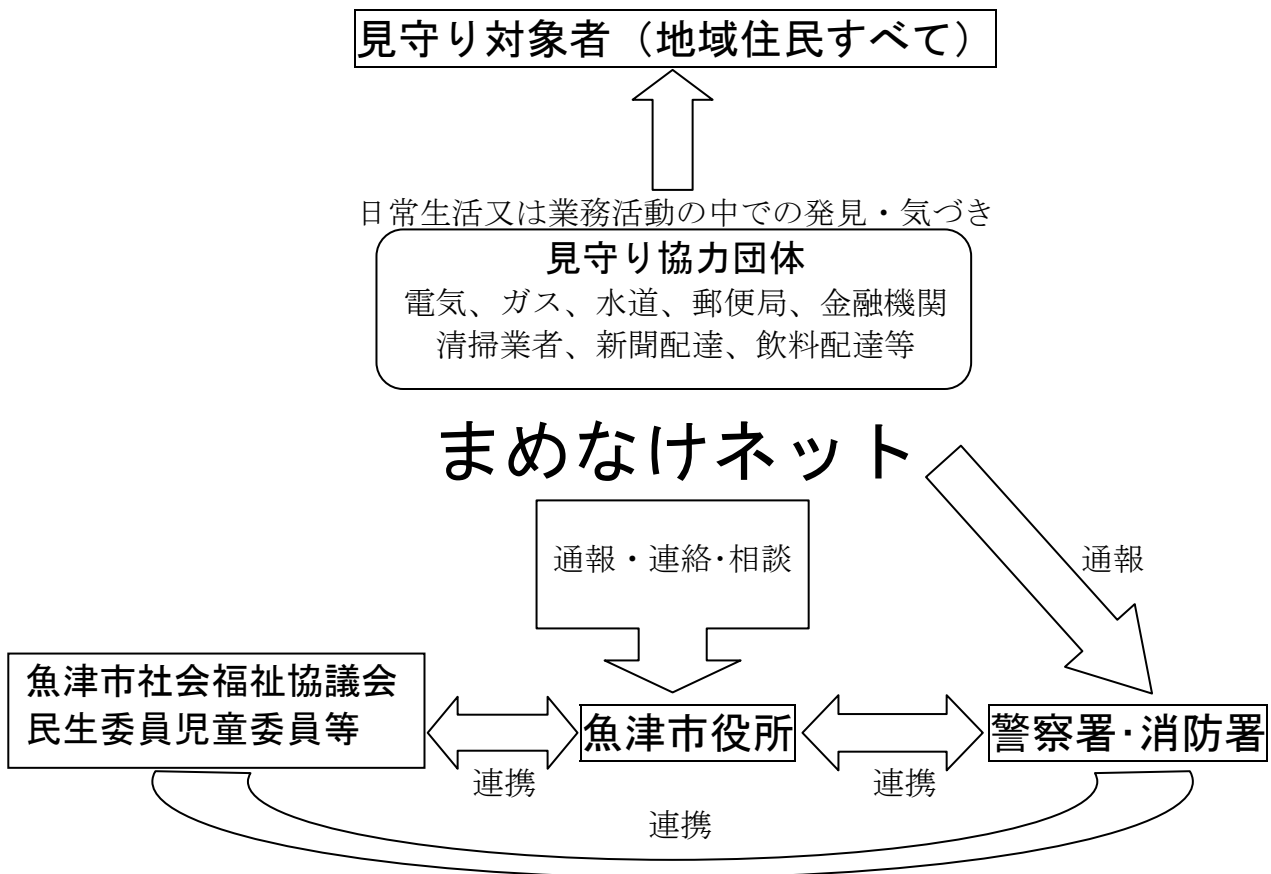 見守り対象者（地域住民すべて）
日常生活又は業務活動の中での発見・気づき
見守り協力団体
電気、ガス、水道、郵便局、金融機関
清掃業者、新聞配達、飲料配達等
まめなけネット
通報・連絡・相談
通報
魚津市社会福祉協議会
民生委員児童委員等
魚津市役所
警察署・消防署
連携
連携
連携